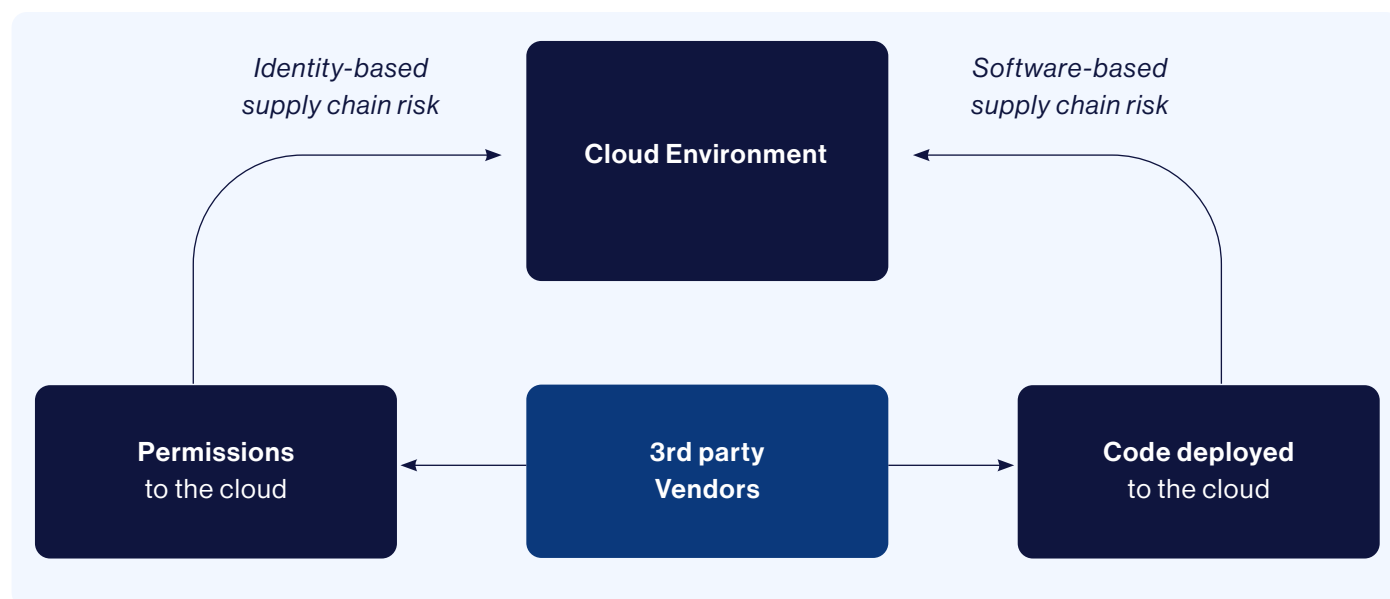 Identity-based
supply chain risk
Cloud Environment
Software-based
supply chain risk
Permissions
to the cloud
3rd party
Vendors
Code deployed
to the cloud